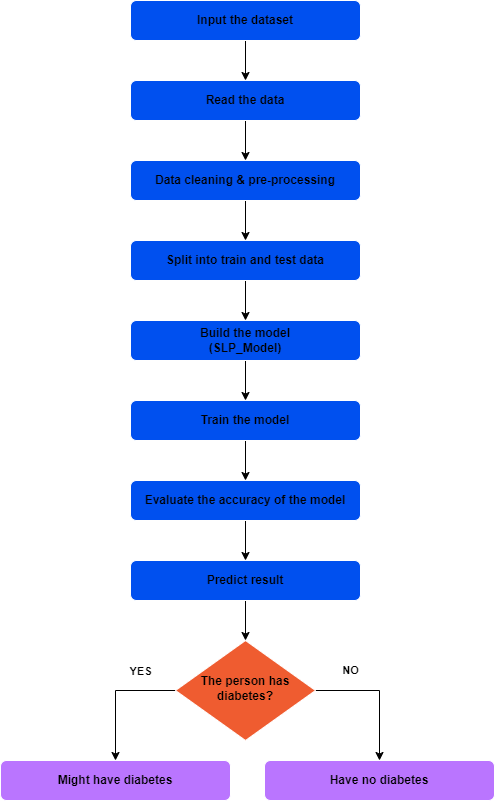 Input the dataset
Read the data
Data cleaning & pre-processing
Split into train and test data
Build the model
(SLP_Model)
Train the model
Evaluate the accuracy of the model
Predict result
The person has
diabetes?
YES
NO
Might have diabetes
Have no diabetes